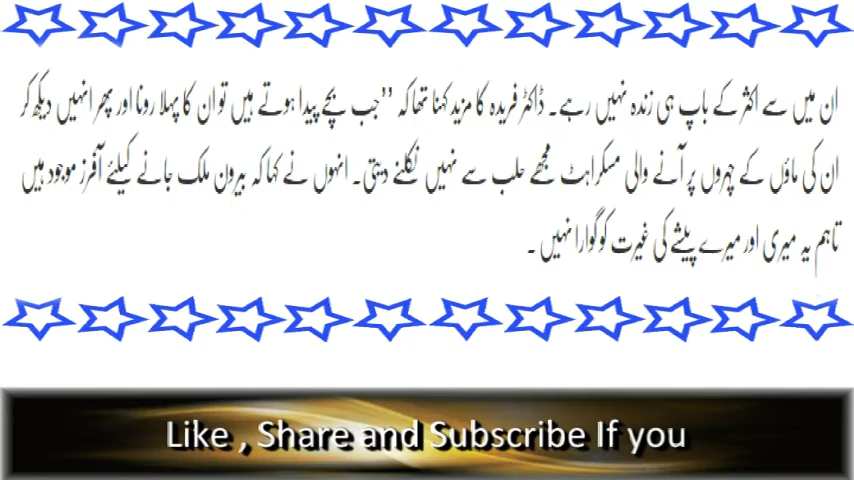 ان میں سے اکثر کے باپ ہی زندہ نہیں رہے۔ ڈاکٹر فریدہ کا مزید کہنا تھا کہ ’’جب بچے پیدا ہوتے ہیں تو ان کا پہلا رونا اور پھر انہیں دیکھ کر
ان کی ماؤں کے چہروں پر آنے والی مسکراہٹ مجھے حلب سے نہیں نکلنے دیتی۔ انہوں نے کہا کہ بیرون ملک جانے کیلئے آفرز موجود ہیں
تاہم یہ میری اور میرے پیشے کی غیرت کو گوارا نہیں۔
Like , Share and Subscribe If you